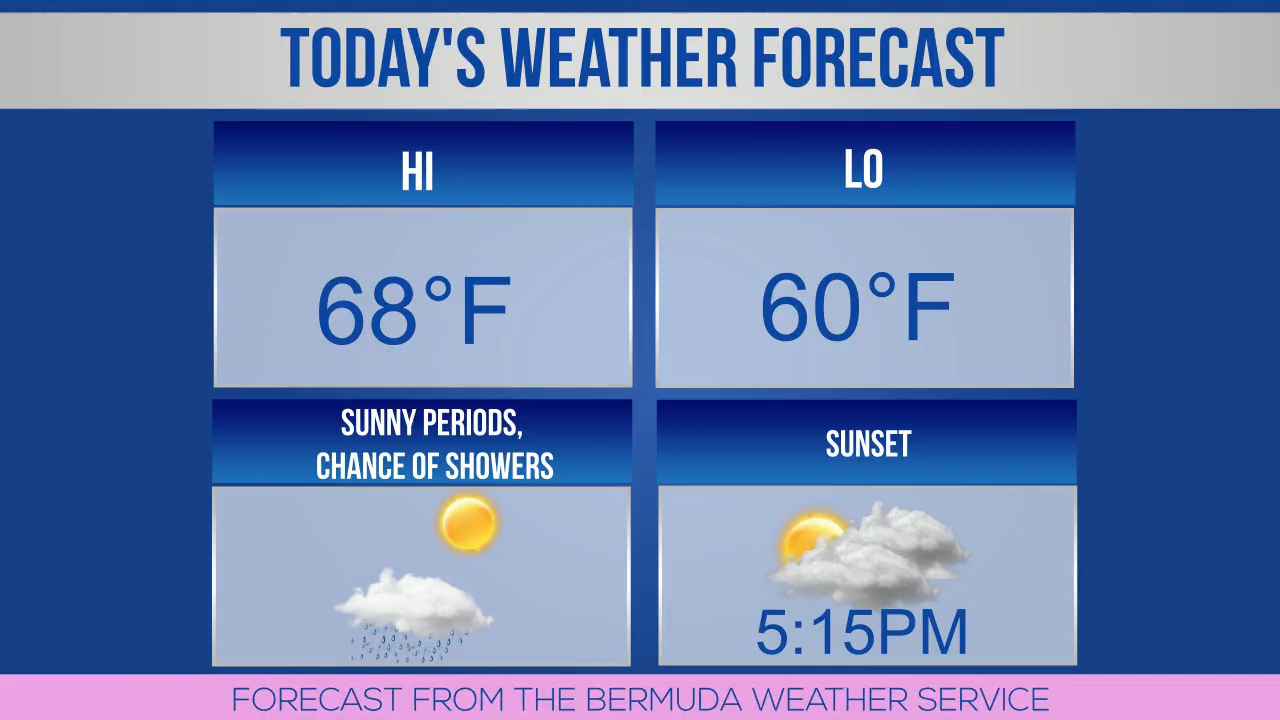 TODAY'S WEATHER FORECAST
HI
LO
68°F
60°F
SUNNY PERIODS,
CHANCE OF SHOWERS
SUNSET
5:15PM
FORECAST FROM THE BERMUDA WEATHER SERVICE